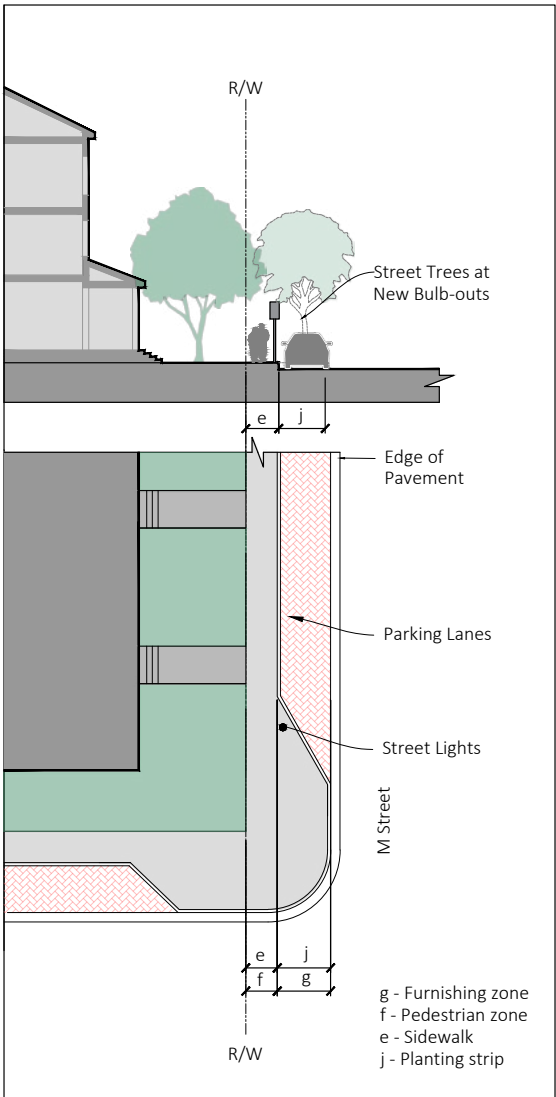 R/W
Street Trees at
New Bulb-outs
e
j
Edge of
Pavement
Parking Lanes
Street Lights
M Street
e
j
f
g
R/W
g - Furnishing zone
f - Pedestrian zone
e - Sidewalk
j - Planting strip